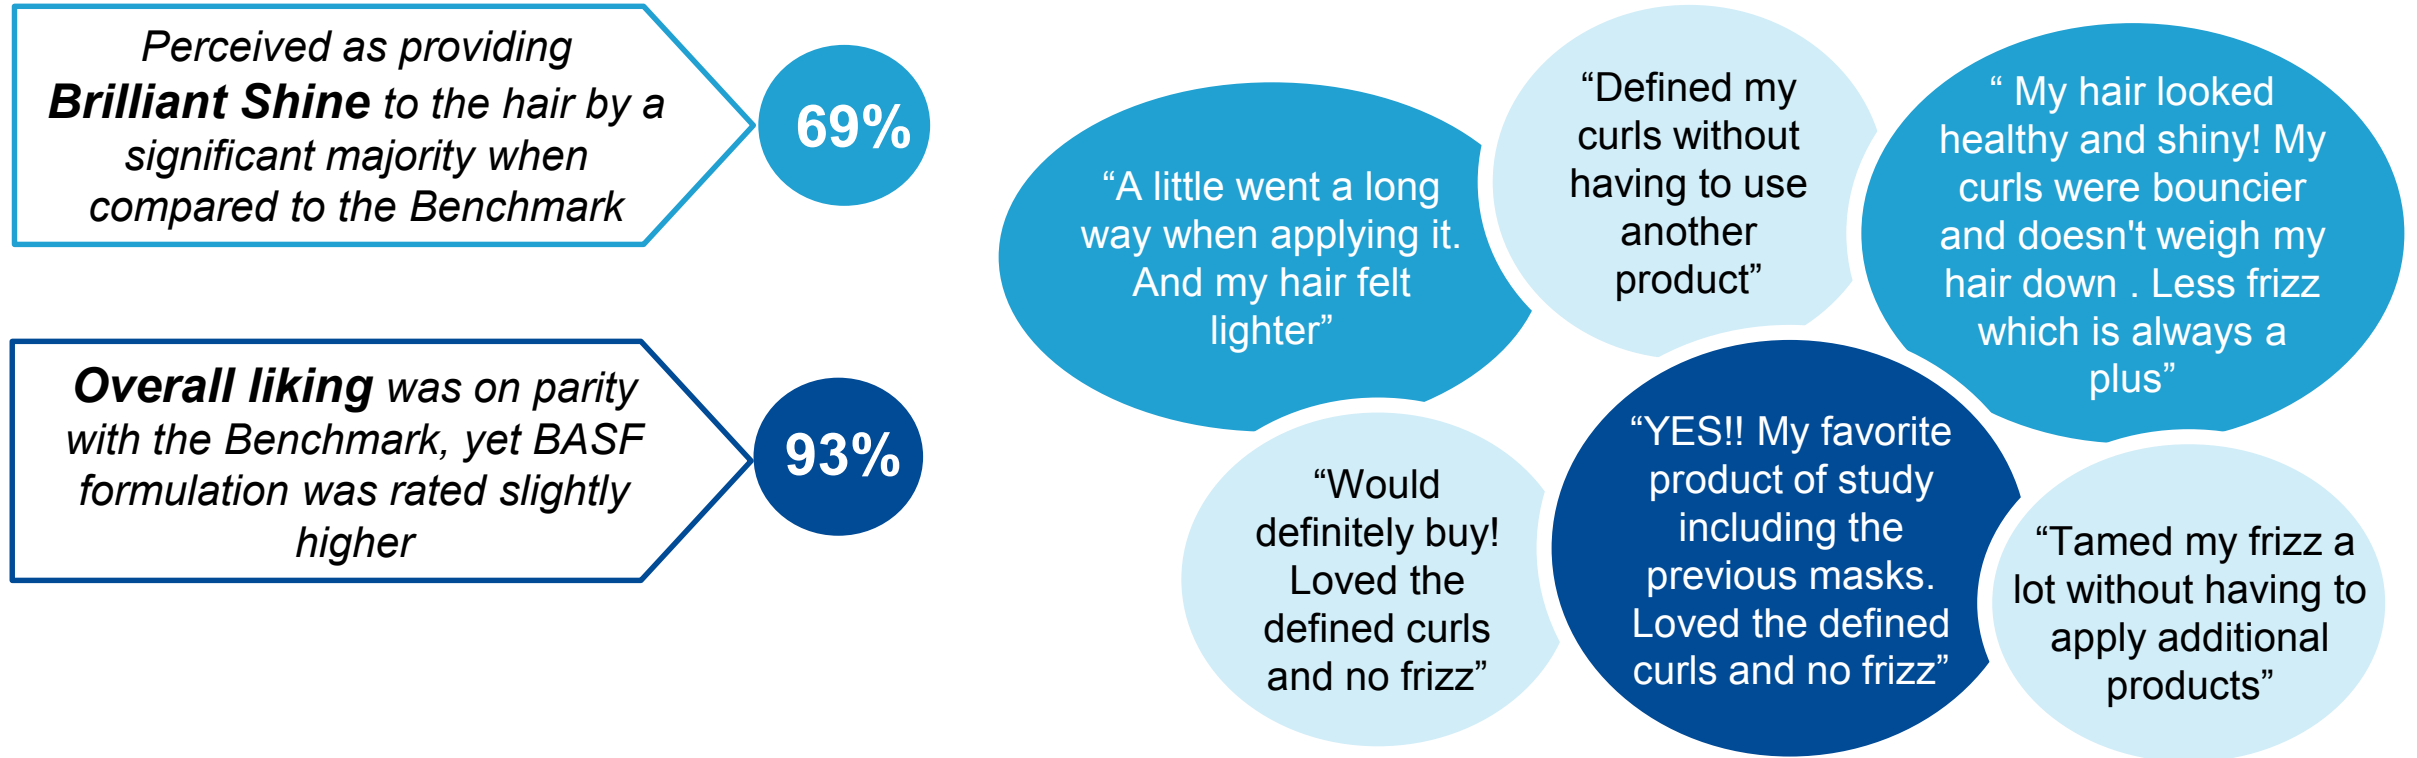 Perceived as providing
Brilliant Shine to the hair by a
significant majority when
compared to the Benchmark
69%
Overall liking was on parity
with the Benchmark, yet BASF
formulation was rated slightly
higher
93%
“A little went a long
way when applying it.
And my hair felt
lighter”
“Defined my
curls without
having to use
another
product”
“ My hair looked
healthy and shiny! My
curls were bouncier
and doesn't weigh my
hair down . Less frizz
which is always a
plus”
“Would
definitely buy!
Loved the
defined curls
and no frizz”
“YES!! My favorite
product of study
including the
previous masks.
Loved the defined
curls and no frizz”
“Tamed my frizz a
lot without having to
apply additional
products”